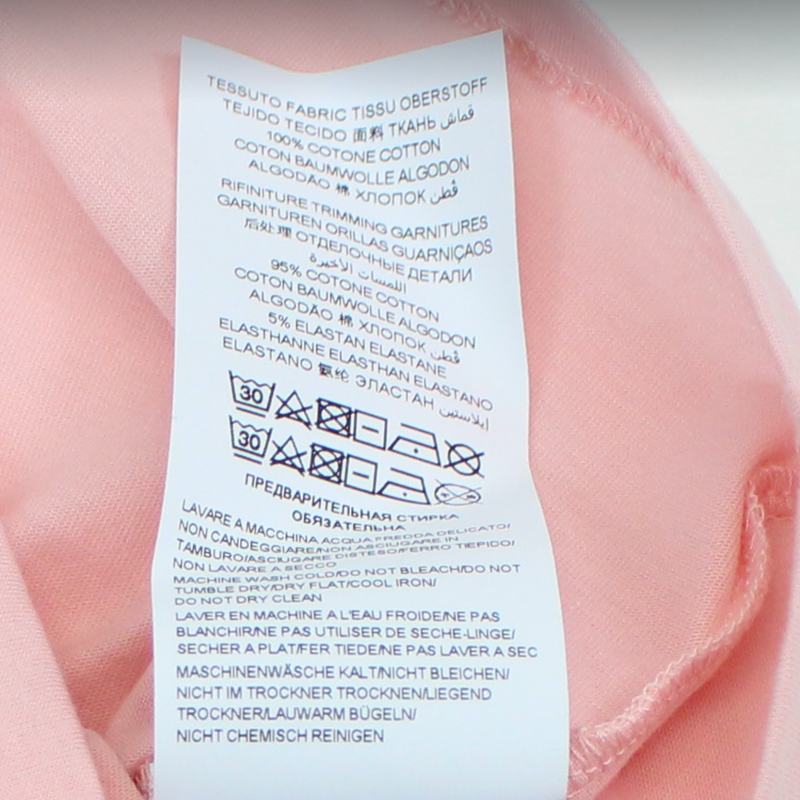 TESSUTO FABRIC TISSU OBERSTOFF
TEJIDO TECIDO 面料 ТКАНЬ قماش
100% COTONE COTTON
COTON BAUMWOLLE ALGODON
ALGODÃO 棉 ХЛОПОК قطن
RIFINITURE TRIMMING GARNITURES
GARNITUREN ORILLAS GUARNIÇAOS
后处理 ОТДЕЛОЧНЫЕ ДЕТАЛИ
اللمسات الأخيرة
95% COTONE COTTON
COTON BAUMWOLLE ALGODON
ALGODÃO 棉 ХЛОПОК قطن
5% ELASTAN ELASTANE
ELASTHANNE ELASTHAN ELASTANO
ELASTANO 氨纶 ЭЛАСТАН إيلاستين
30
30
ПРЕДВАРИТЕЛЬНАЯ СТИРКА
ОБЯЗАТЕЛЬНА
LAVARE A MACCHINA ACQUA FREDDA DELICATO/
NON CANDEGGIARE/NON ASCIUGARE IN
TAMBURO/ASCIUGARE DISTESO/FERRO TIEPIDO/
NON LAVARE A SECCO
MACHINE WASH COLD/DO NOT BLEACH/DO NOT
TUMBLE DRY/DRY FLAT/COOL IRON/
DO NOT DRY CLEAN
LAVER EN MACHINE A L'EAU FROIDE/NE PAS
BLANCHIR/NE PAS UTILISER DE SECHE-LINGE/
SECHER A PLAT/FER TIEDE/NE PAS LAVER A SEC
MASCHINENWÄSCHE KALT/NICHT BLEICHEN/
NICHT IM TROCKNER TROCKNEN/LIEGEND
TROCKNER/LAUWARM BÜGELN/
NICHT CHEMISCH REINIGEN